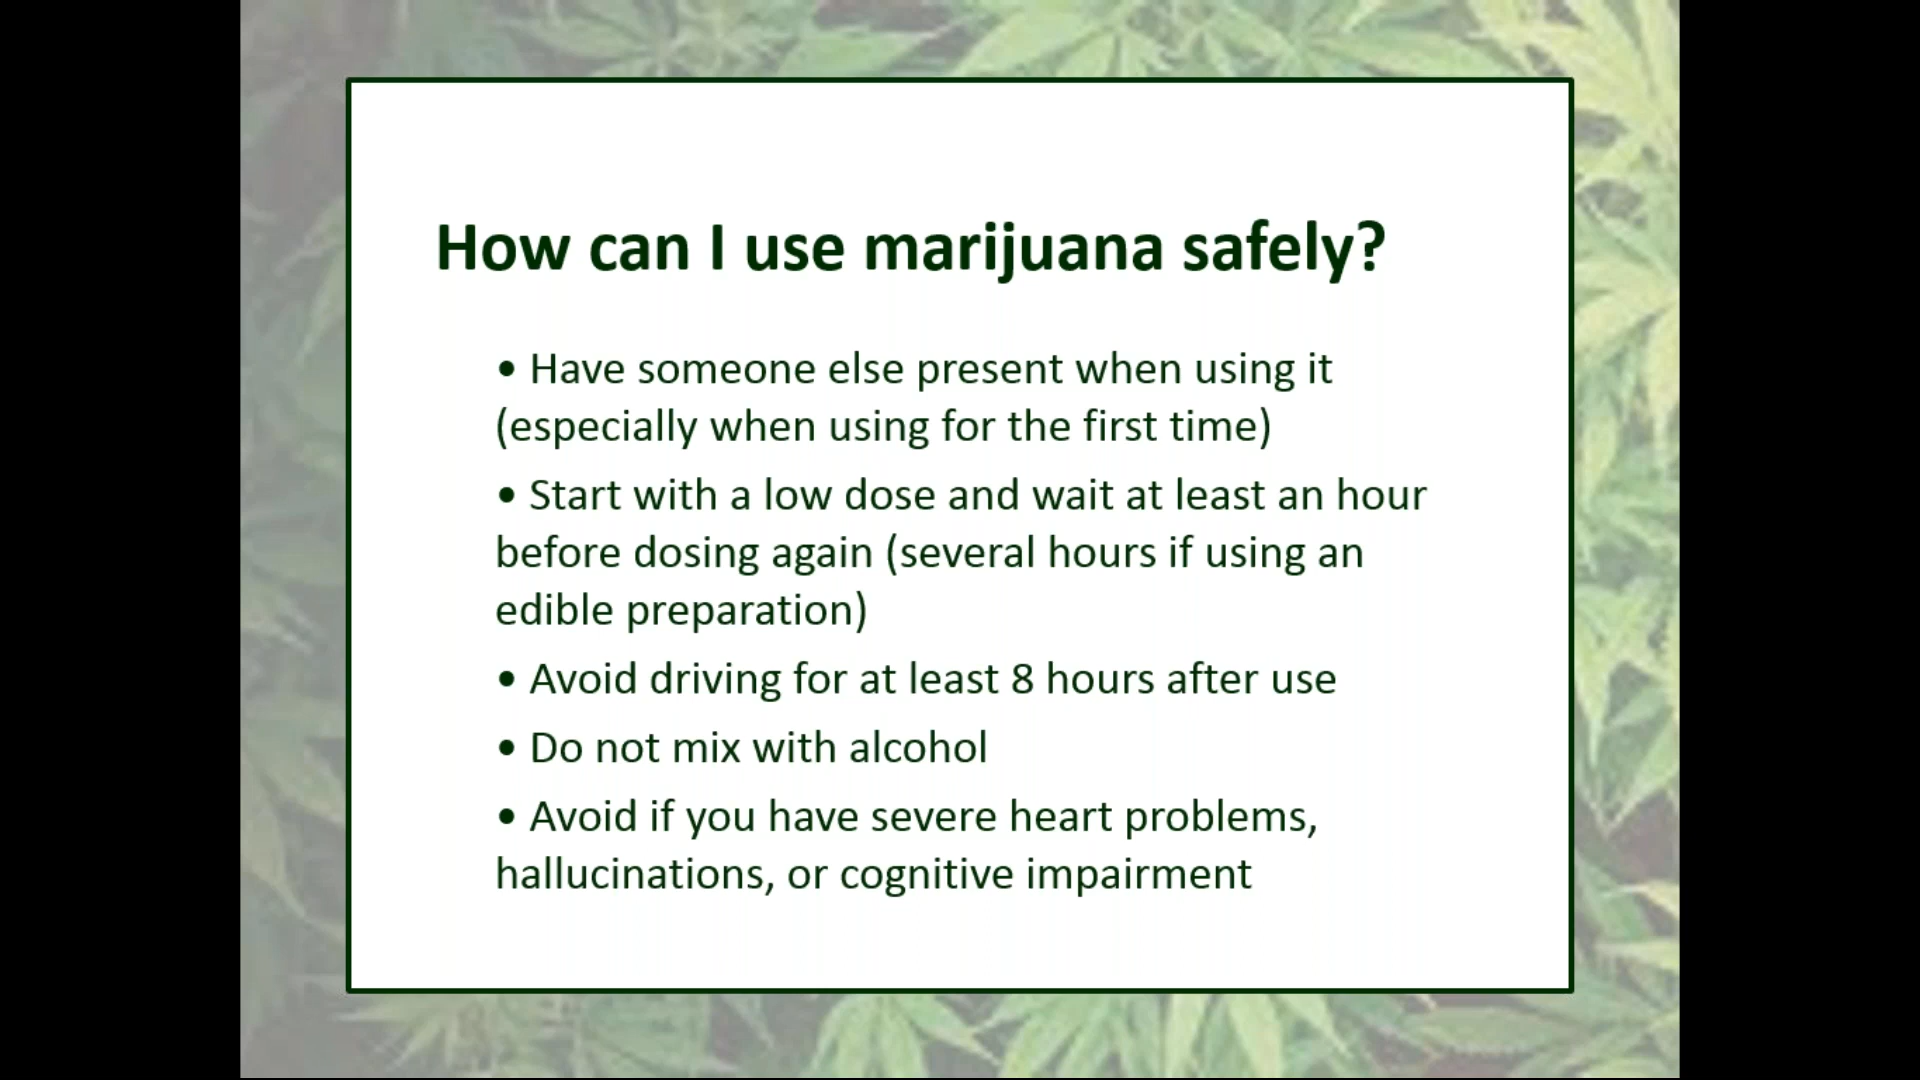 How can I use marijuana safely?
• Have someone else present when using it
(especially when using for the first time)
• Start with a low dose and wait at least an hour
before dosing again (several hours if using an
edible preparation)
• Avoid driving for at least 8 hours after use
• Do not mix with alcohol
• Avoid if you have severe heart problems,
hallucinations, or cognitive impairment